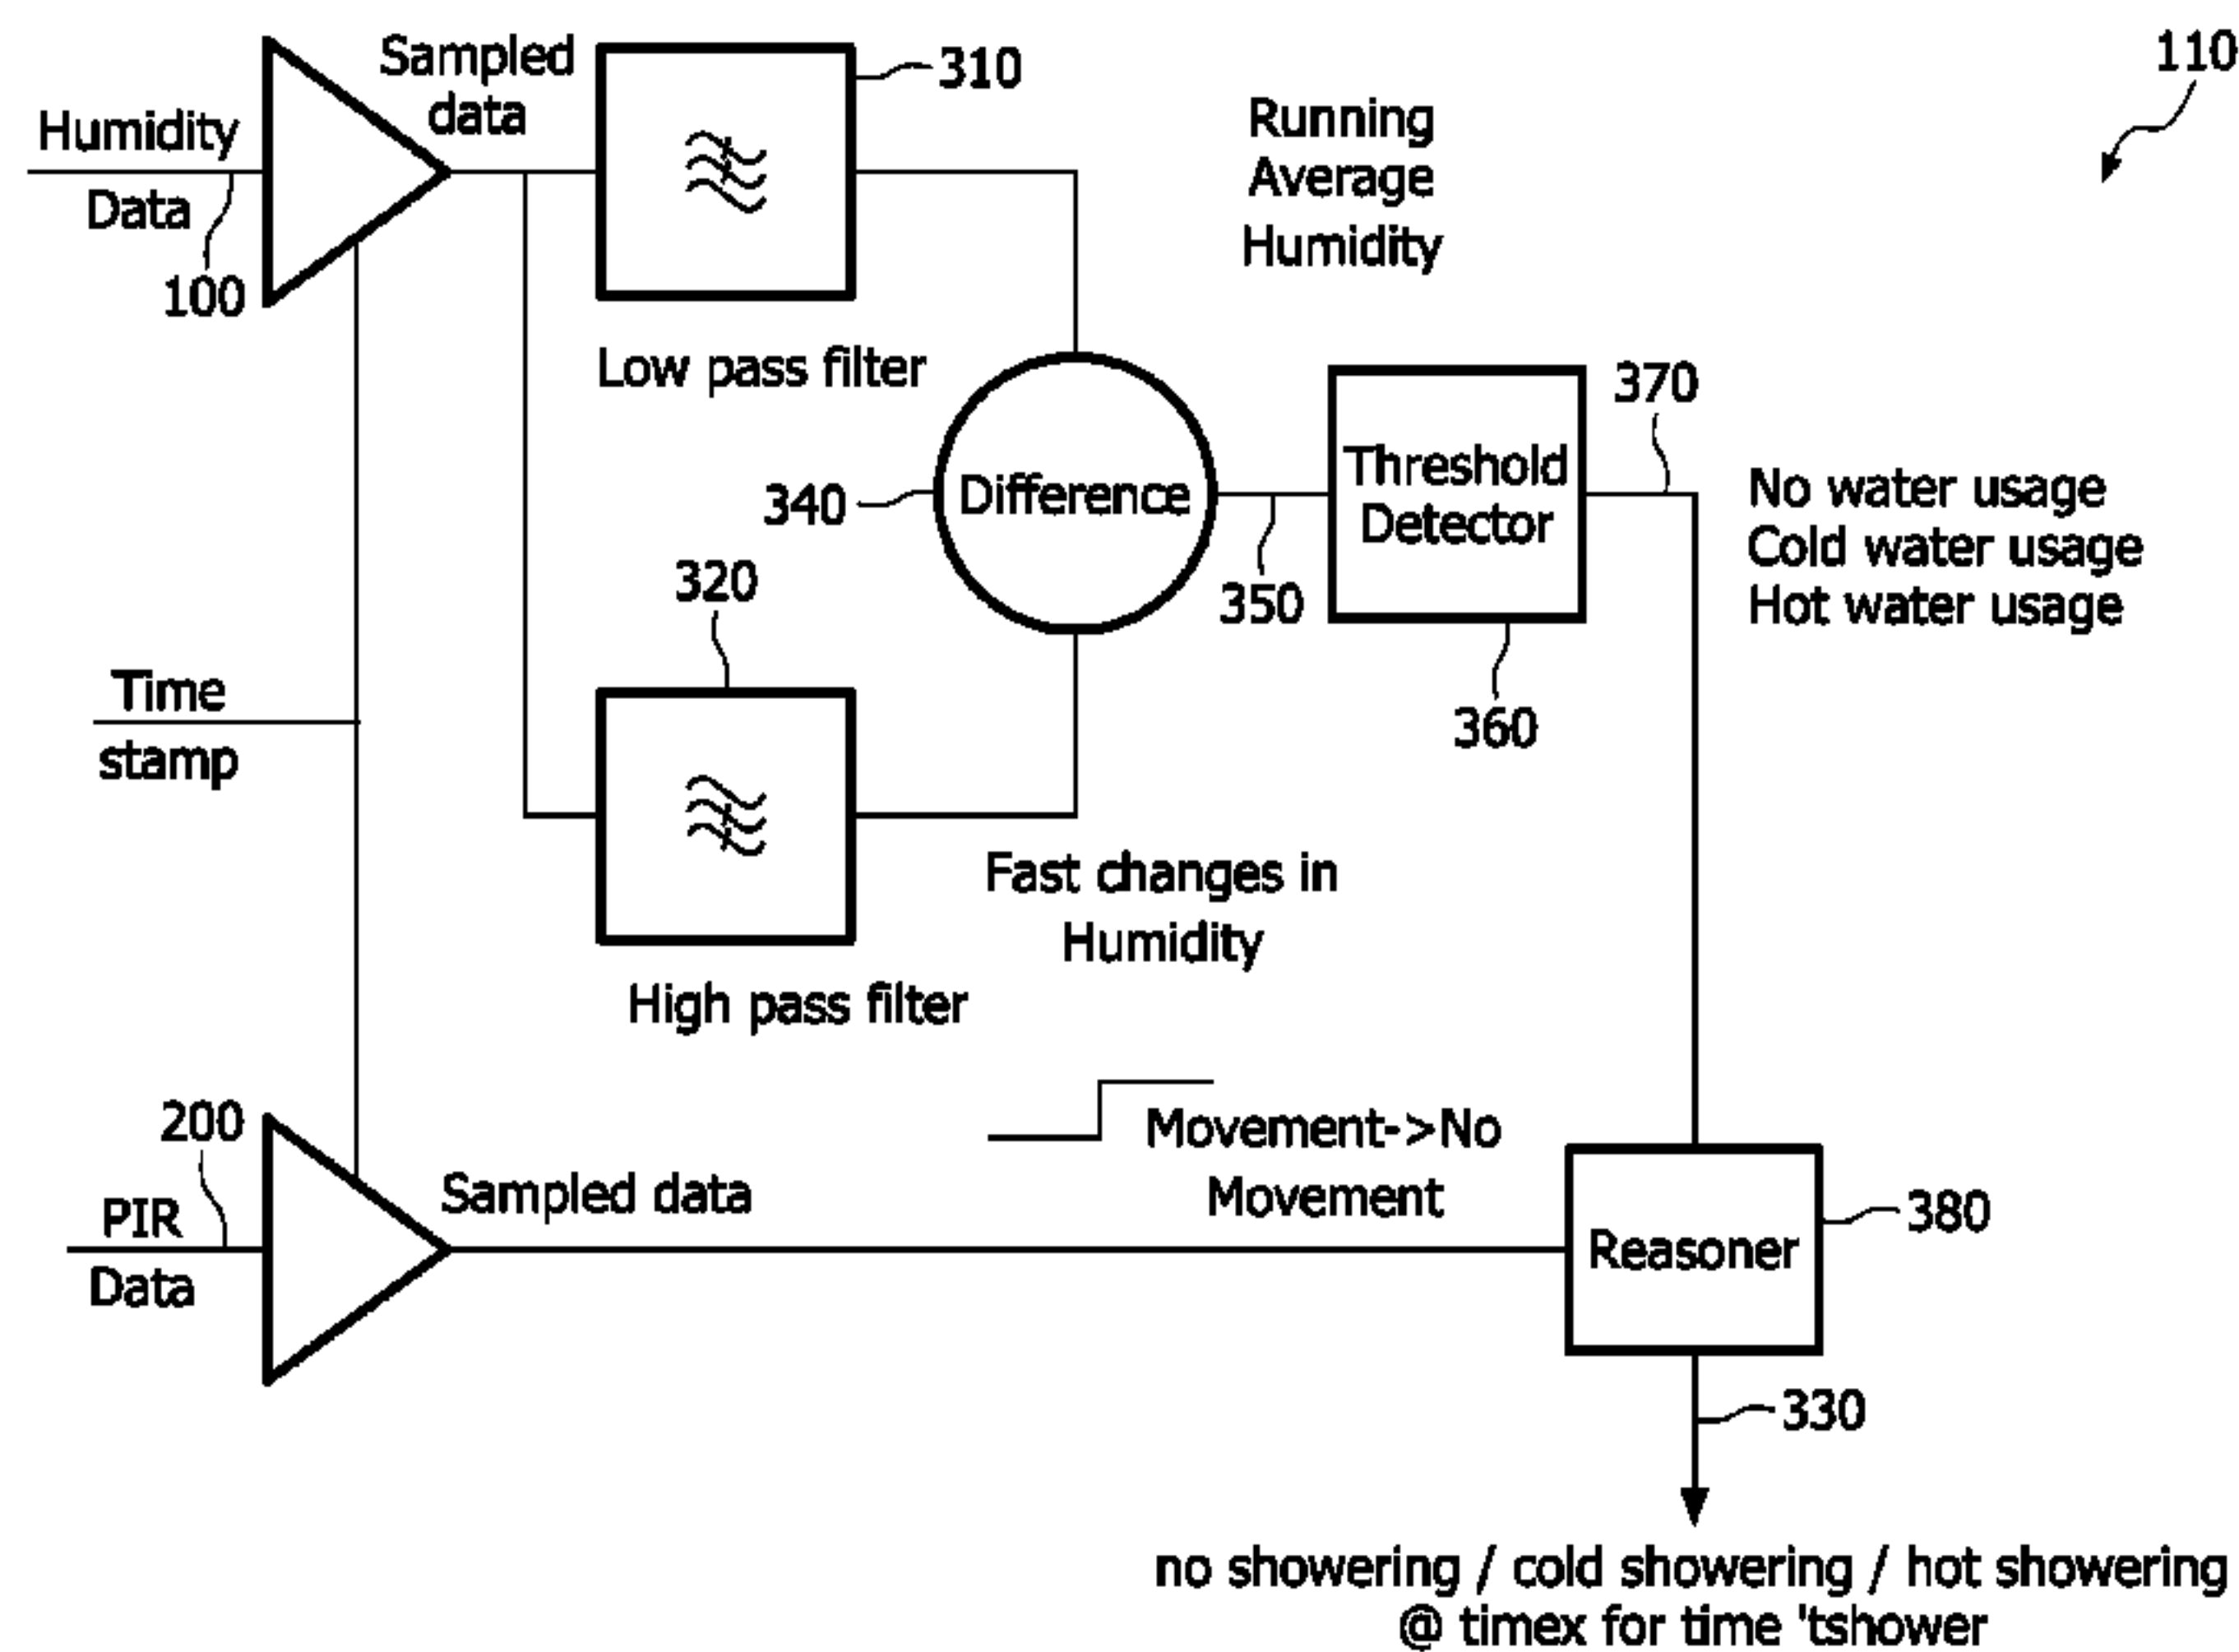 110
Sampled
data
310
Humidity
Data
100
Running
Average
Humidity
Low pass filter
370
Threshold
Detector
340
Difference
350
No water usage
Cold water usage
Hot water usage
320
360
Time
stamp
Fast changes in
Humidity
High pass filter
200
PIR
Data
Sampled data
Movement->No
Movement
380
Reasoner
330
no showering / cold showering / hot showering
@ timex for time 'tshower